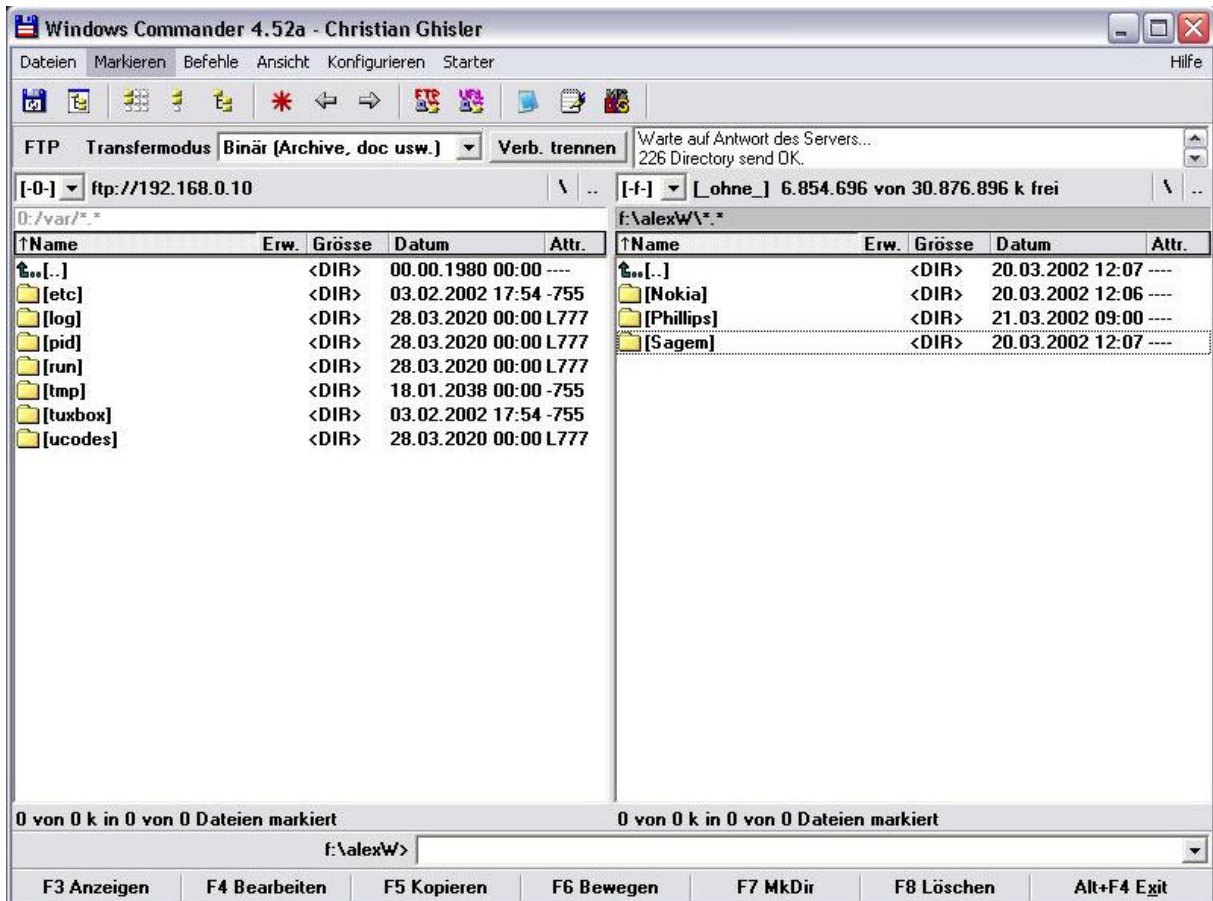 Windows Commander 4.52a - Christian Ghisler
Dateien Markieren Befehle Ansicht Konfigurieren Starter Hilfe
FTP URL
FTP Transfermodus Binär (Archive, doc usw.) Verb. trennen
Warte auf Antwort des Servers...
226 Directory send OK.
[-0-] ftp://192.168.0.10 \ ..
[-f-] [_ohne_] 6.854.696 von 30.876.896 k frei \ ..
0:/var/*.*
f:\alexW\*.*
↑Name Erw. Grösse Datum Attr.
[..] <DIR> 00.00.1980 00:00 ----
[etc] <DIR> 03.02.2002 17:54 -755
[log] <DIR> 28.03.2020 00:00 L777
[pid] <DIR> 28.03.2020 00:00 L777
[run] <DIR> 28.03.2020 00:00 L777
[tmp] <DIR> 18.01.2038 00:00 -755
[tuxbox] <DIR> 03.02.2002 17:54 -755
[ucodes] <DIR> 28.03.2020 00:00 L777
↑Name Erw. Grösse Datum Attr.
[..] <DIR> 20.03.2002 12:07 ----
[Nokia] <DIR> 20.03.2002 12:06 ----
[Phillips] <DIR> 21.03.2002 09:00 ----
[Sagem] <DIR> 20.03.2002 12:07 ----
0 von 0 k in 0 von 0 Dateien markiert
0 von 0 k in 0 von 0 Dateien markiert
f:\alexW>
F3 Anzeigen F4 Bearbeiten F5 Kopieren F6 Bewegen F7 MkDir F8 Löschen Alt+F4 Exit